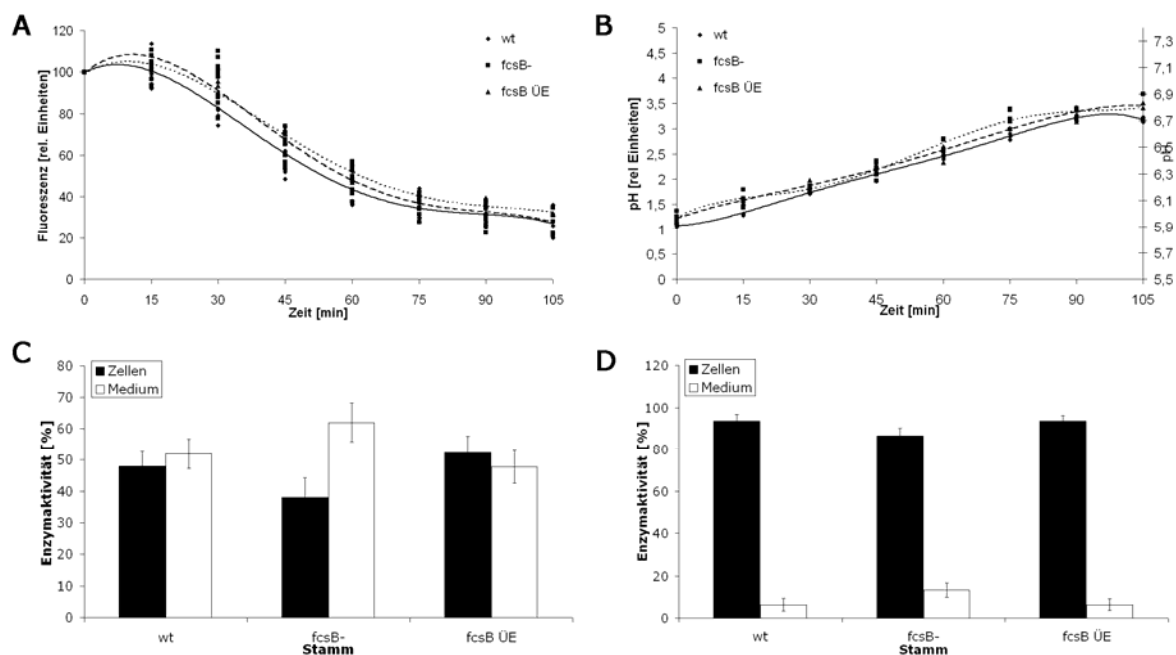 A
120
100
80
60
40
20
0
Fluoreszenz [rel. Einheiten]
0 15 30 45 60 75 90 105
Zeit [min]
wt
fcsB-
fcsB ÜE
B
5
4,5
4
3,5
3
2,5
2
1,5
1
0,5
0
pH [rel Einheiten]
0 15 30 45 60 75 90 105
Zeit [min]
wt
fcsB-
fcsB ÜE
7,3
7,1
6,9
6,7
6,5
6,3
6,1
5,9
5,7
5,5
pH
C
80
70
60
50
40
30
20
10
0
Enzymaktivität [%]
Zellen
Medium
wt fcsB- fcsB ÜE
Stamm
D
120
100
80
60
40
20
0
Enzymaktivität [%]
Zellen
Medium
wt fcsB- fcsB ÜE
Stamm